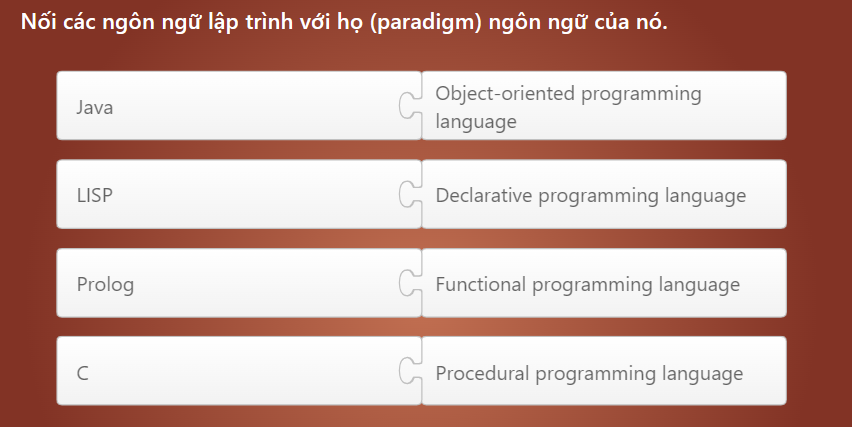 Nối các ngôn ngữ lập trình với họ (paradigm) ngôn ngữ của nó.
Java
Object-oriented programming
language
LISP
Declarative programming language
Prolog
Functional programming language
C
Procedural programming language